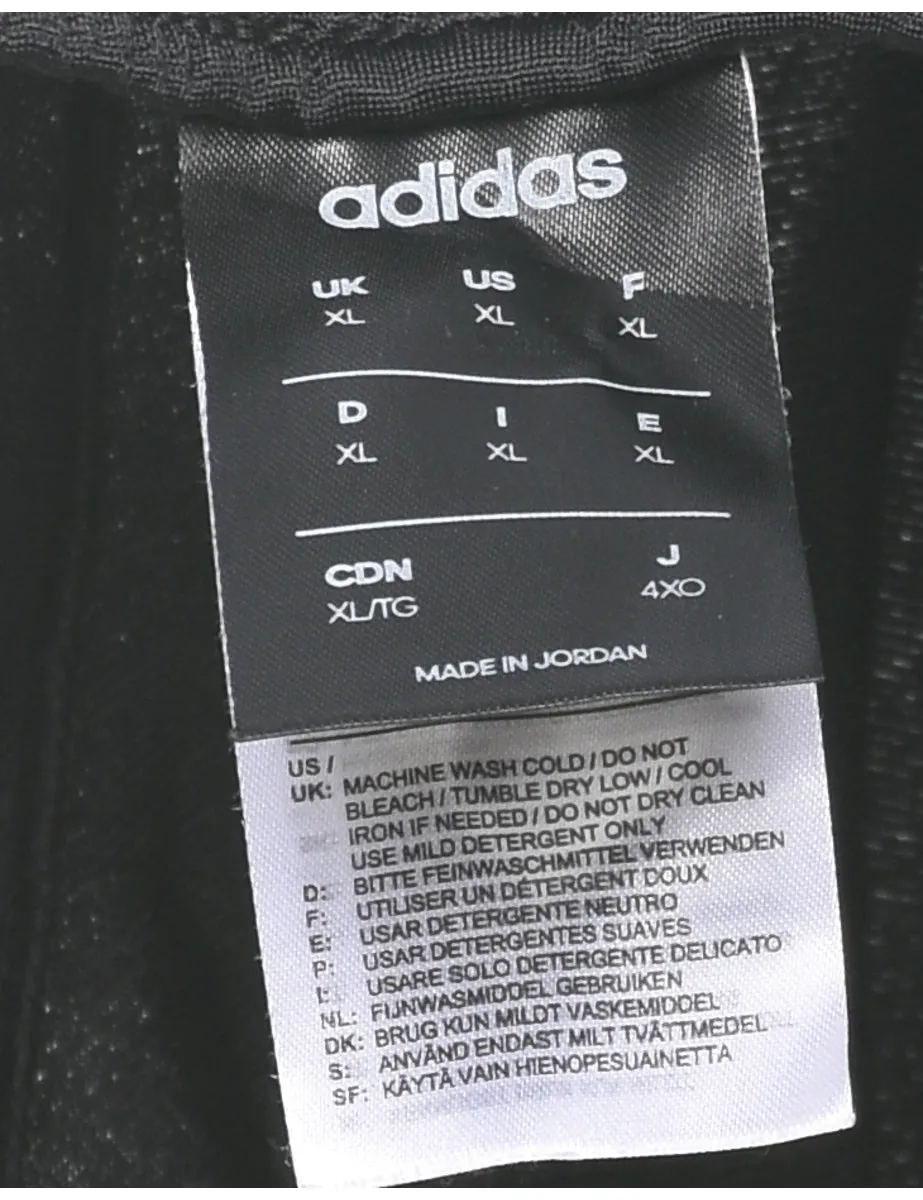 adidas
UK US F
XL XL XL
D I E
XL XL XL
CDN J
XL/TG 4XO
MADE IN JORDAN
US /
UK: MACHINE WASH COLD / DO NOT
BLEACH / TUMBLE DRY LOW / COOL
IRON IF NEEDED / DO NOT DRY CLEAN
USE MILD DETERGENT ONLY
D: BITTE FEINWASCHMITTEL VERWENDEN
F: UTILISER UN DÉTERGENT DOUX
E: USAR DETERGENTE NEUTRO
P: USAR DETERGENTES SUAVES
I: USARE SOLO DETERGENTE DELICATO
NL: FIJNWASMIDDEL GEBRUIKEN
DK: BRUG KUN MILDT VASKEMIDDEL
S: ANVÄND ENDAST MILT TVÄTTMEDEL
SF: KÄYTÄ VAIN HIENOPESUAINETTA